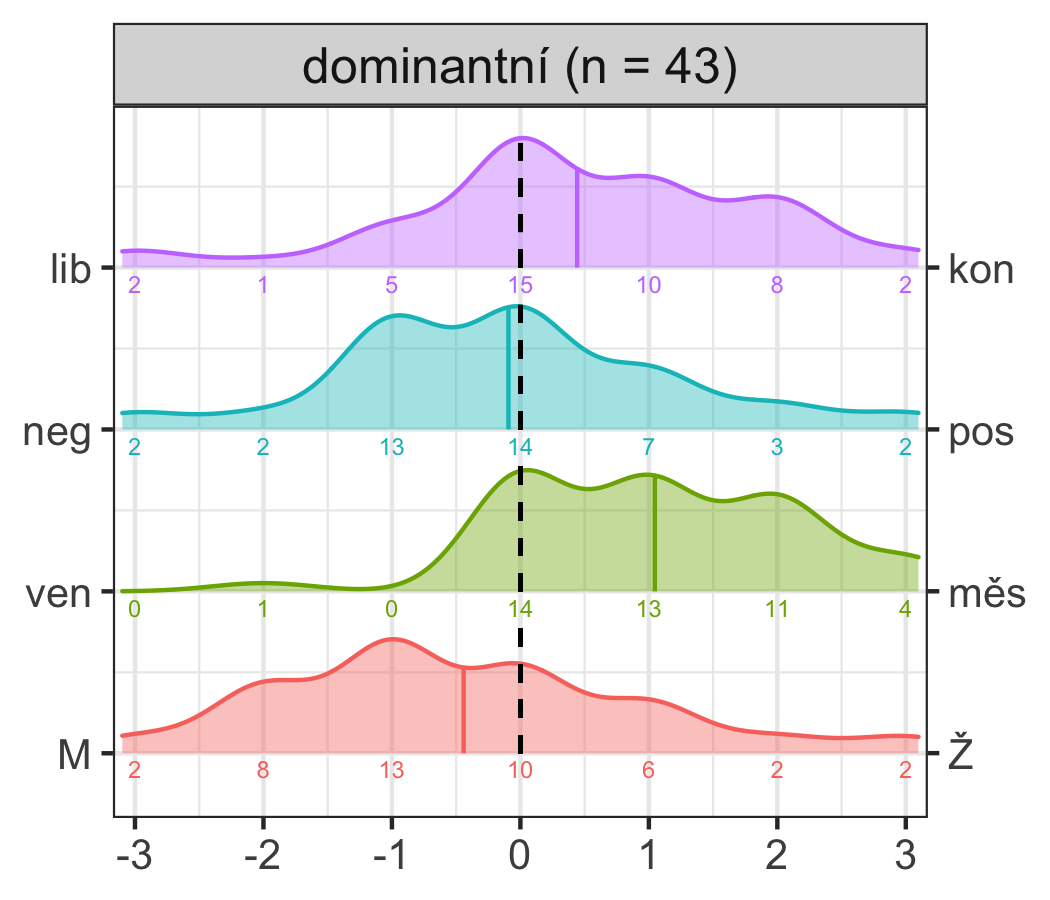 dominantní (n = 43)
lib kon
2 1 5 15 10 8 2
neg pos
2 2 13 14 7 3 2
ven měs
0 1 0 14 13 11 4
M Ž
2 8 13 10 6 2 2
-3 -2 -1 0 1 2 3